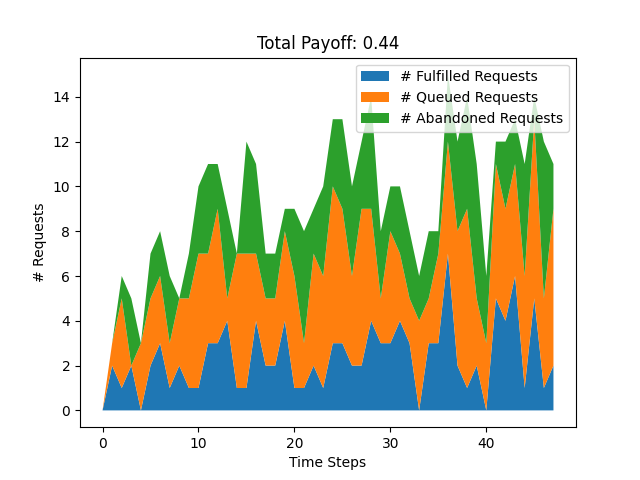 Total Payoff: 0.44
# Fulfilled Requests
# Queued Requests
# Abandoned Requests
# Requests
14
12
10
8
6
4
2
0
0 10 20 30 40
Time Steps